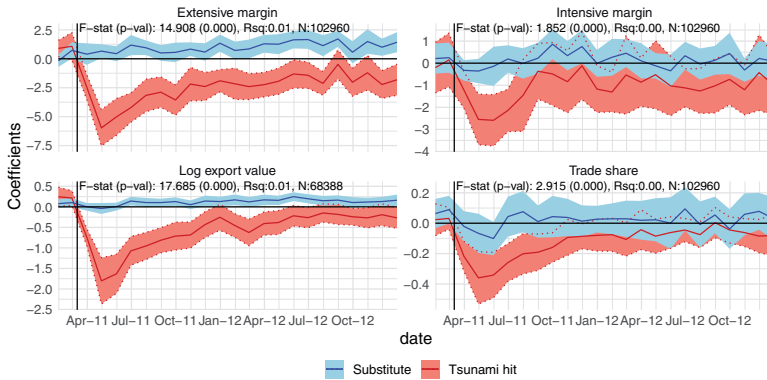 Extensive margin
F-stat (p-val): 14.908 (0.000), Rsq:0.01, N:102960
2.5
0.0
−2.5
−5.0
−7.5
Intensive margin
F-stat (p-val): 1.852 (0.000), Rsq:0.00, N:102960
1
0
−1
−2
−3
−4
Coefficients
Log export value
F-stat (p-val): 17.685 (0.000), Rsq:0.01, N:68388
0.5
0.0
−0.5
−1.0
−1.5
−2.0
−2.5
Apr−11 Jul−11 Oct−11 Jan−12 Apr−12 Jul−12 Oct−12
Trade share
F-stat (p-val): 2.915 (0.000), Rsq:0.00, N:102960
0.2
0.0
−0.2
−0.4
Apr−11 Jul−11 Oct−11 Jan−12 Apr−12 Jul−12 Oct−12
date
Substitute Tsunami hit